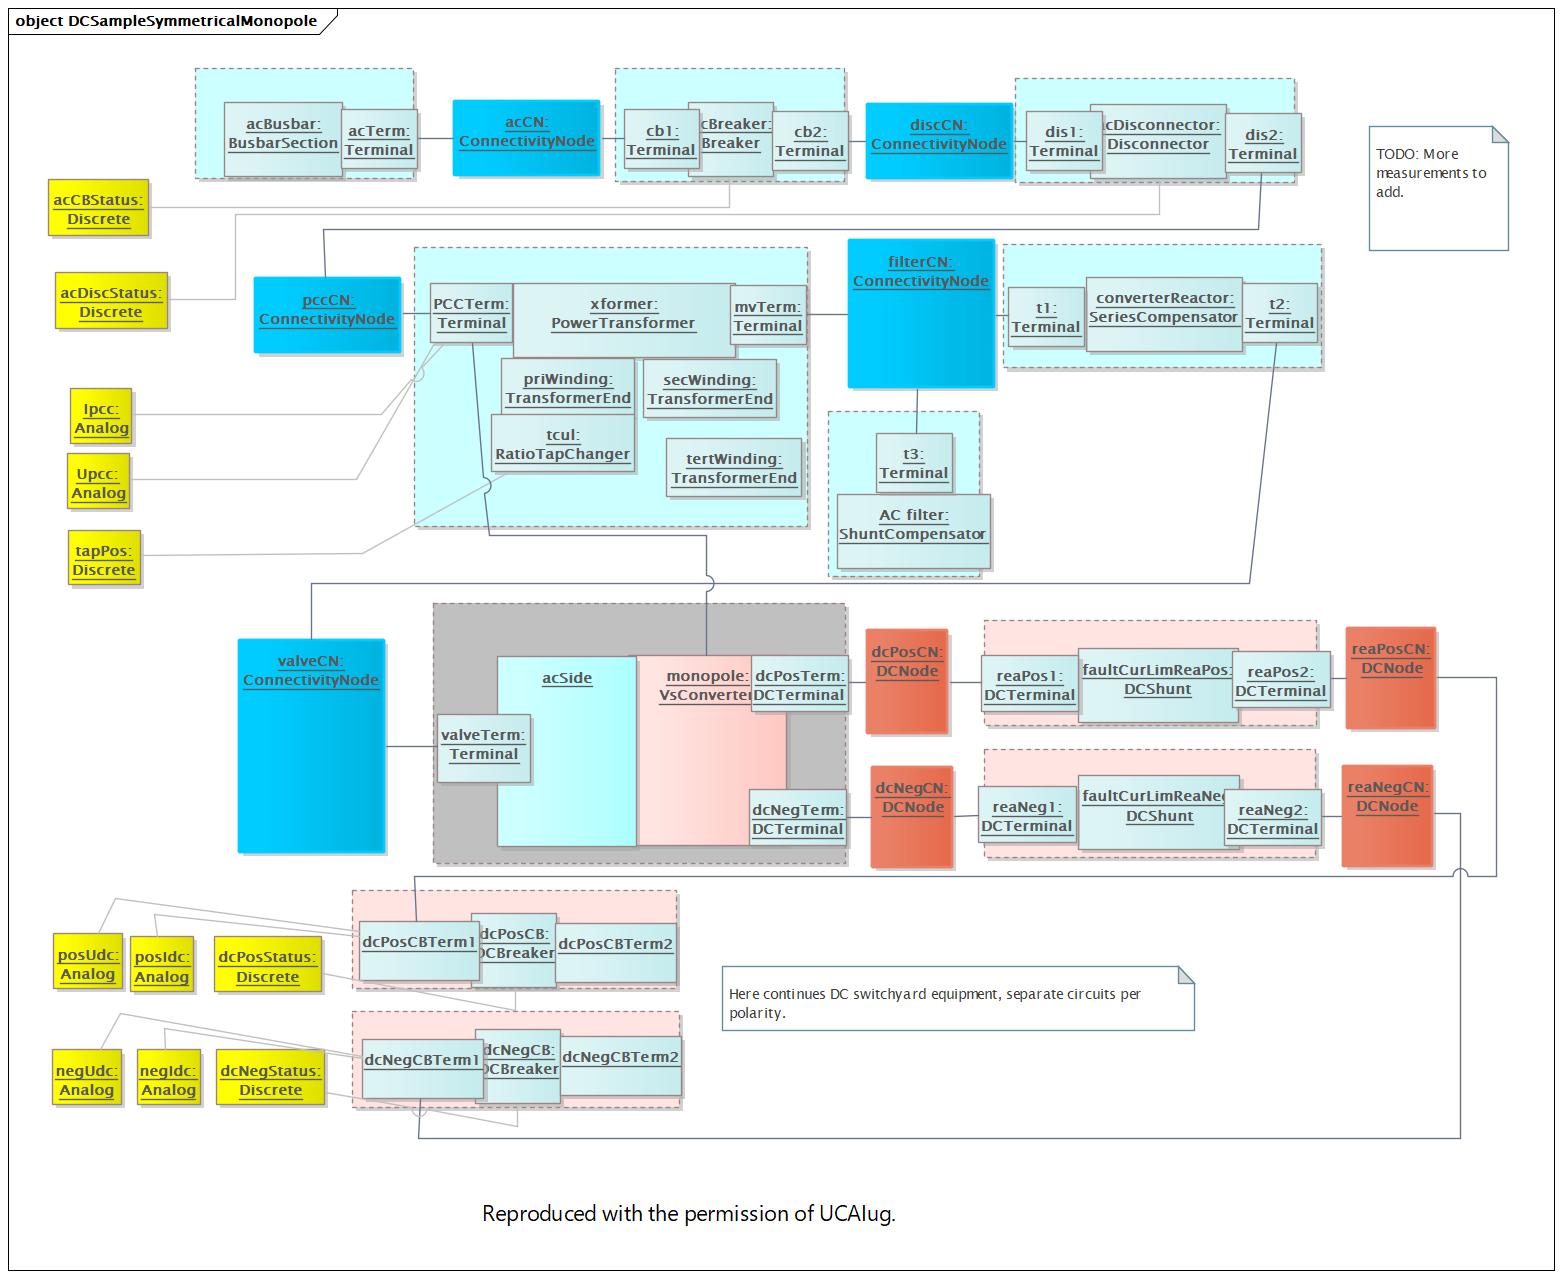 object DCSampleSymmetricalMonopole
acBusbar:
BusbarSection
acTerm:
Terminal
acCN:
ConnectivityNode
cb1:
Terminal
cBreaker:
Breaker
cb2:
Terminal
discCN:
ConnectivityNode
dis1:
Terminal
cDisconnector:
Disconnector
dis2:
Terminal
TODO: More
measurements to
add.
acCBStatus:
Discrete
acDiscStatus:
Discrete
pccCN:
ConnectivityNode
PCCTerm:
Terminal
xformer:
PowerTransformer
mvTerm:
Terminal
filterCN:
ConnectivityNode
t1:
Terminal
converterReactor:
SeriesCompensator
t2:
Terminal
priWinding:
TransformerEnd
secWinding:
TransformerEnd
Ipcc:
Analog
tcul:
RatioTapChanger
tertWinding:
TransformerEnd
t3:
Terminal
Upcc:
Analog
AC filter:
ShuntCompensator
tapPos:
Discrete
valveCN:
ConnectivityNode
acSide
monopole:
VsConverter
dcPosTerm:
DCTerminal
dcPosCN:
DCNode
reaPos1:
DCTerminal
faultCurLimReaPos:
DCShunt
reaPos2:
DCTerminal
reaPosCN:
DCNode
valveTerm:
Terminal
dcNegTerm:
DCTerminal
dcNegCN:
DCNode
reaNeg1:
DCTerminal
faultCurLimReaNeg
DCShunt
reaNeg2:
DCTerminal
reaNegCN:
DCNode
posUdc:
Analog
posIdc:
Analog
dcPosStatus:
Discrete
dcPosCBTerm1
dcPosCB:
DCBreaker
dcPosCBTerm2
Here continues DC switchyard equipment, separate circuits per
polarity.
negUdc:
Analog
negIdc:
Analog
dcNegStatus:
Discrete
dcNegCBTerm1
dcNegCB:
DCBreaker
dcNegCBTerm2
Reproduced with the permission of UCAIug.